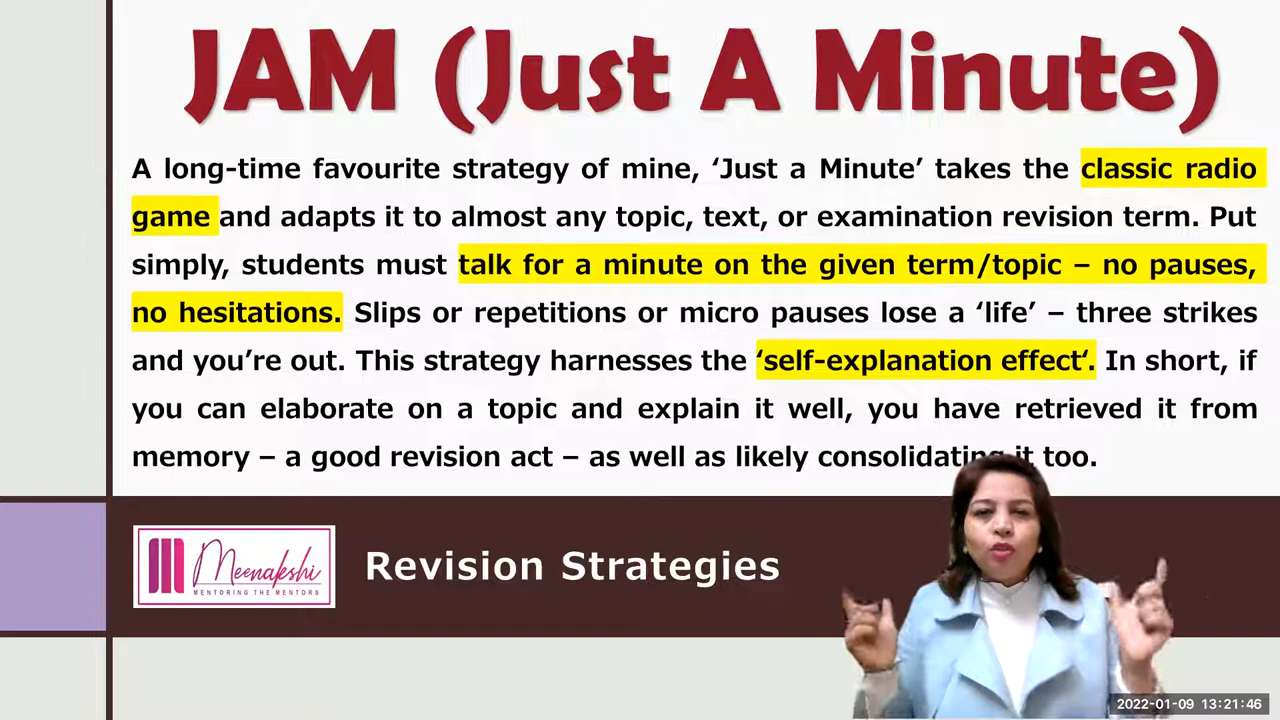 JAM (Just A Minute)
A long-time favourite strategy of mine, ‘Just a Minute’ takes the classic radio
game and adapts it to almost any topic, text, or examination revision term. Put
simply, students must talk for a minute on the given term/topic – no pauses,
no hesitations. Slips or repetitions or micro pauses lose a ‘life’ – three strikes
and you’re out. This strategy harnesses the ‘self-explanation effect‘. In short, if
you can elaborate on a topic and explain it well, you have retrieved it from
memory – a good revision act – as well as likely consolidating it too.
Meenakshi
MENTORING THE MENTORS
Revision Strategies
2022-01-09 13:21:46